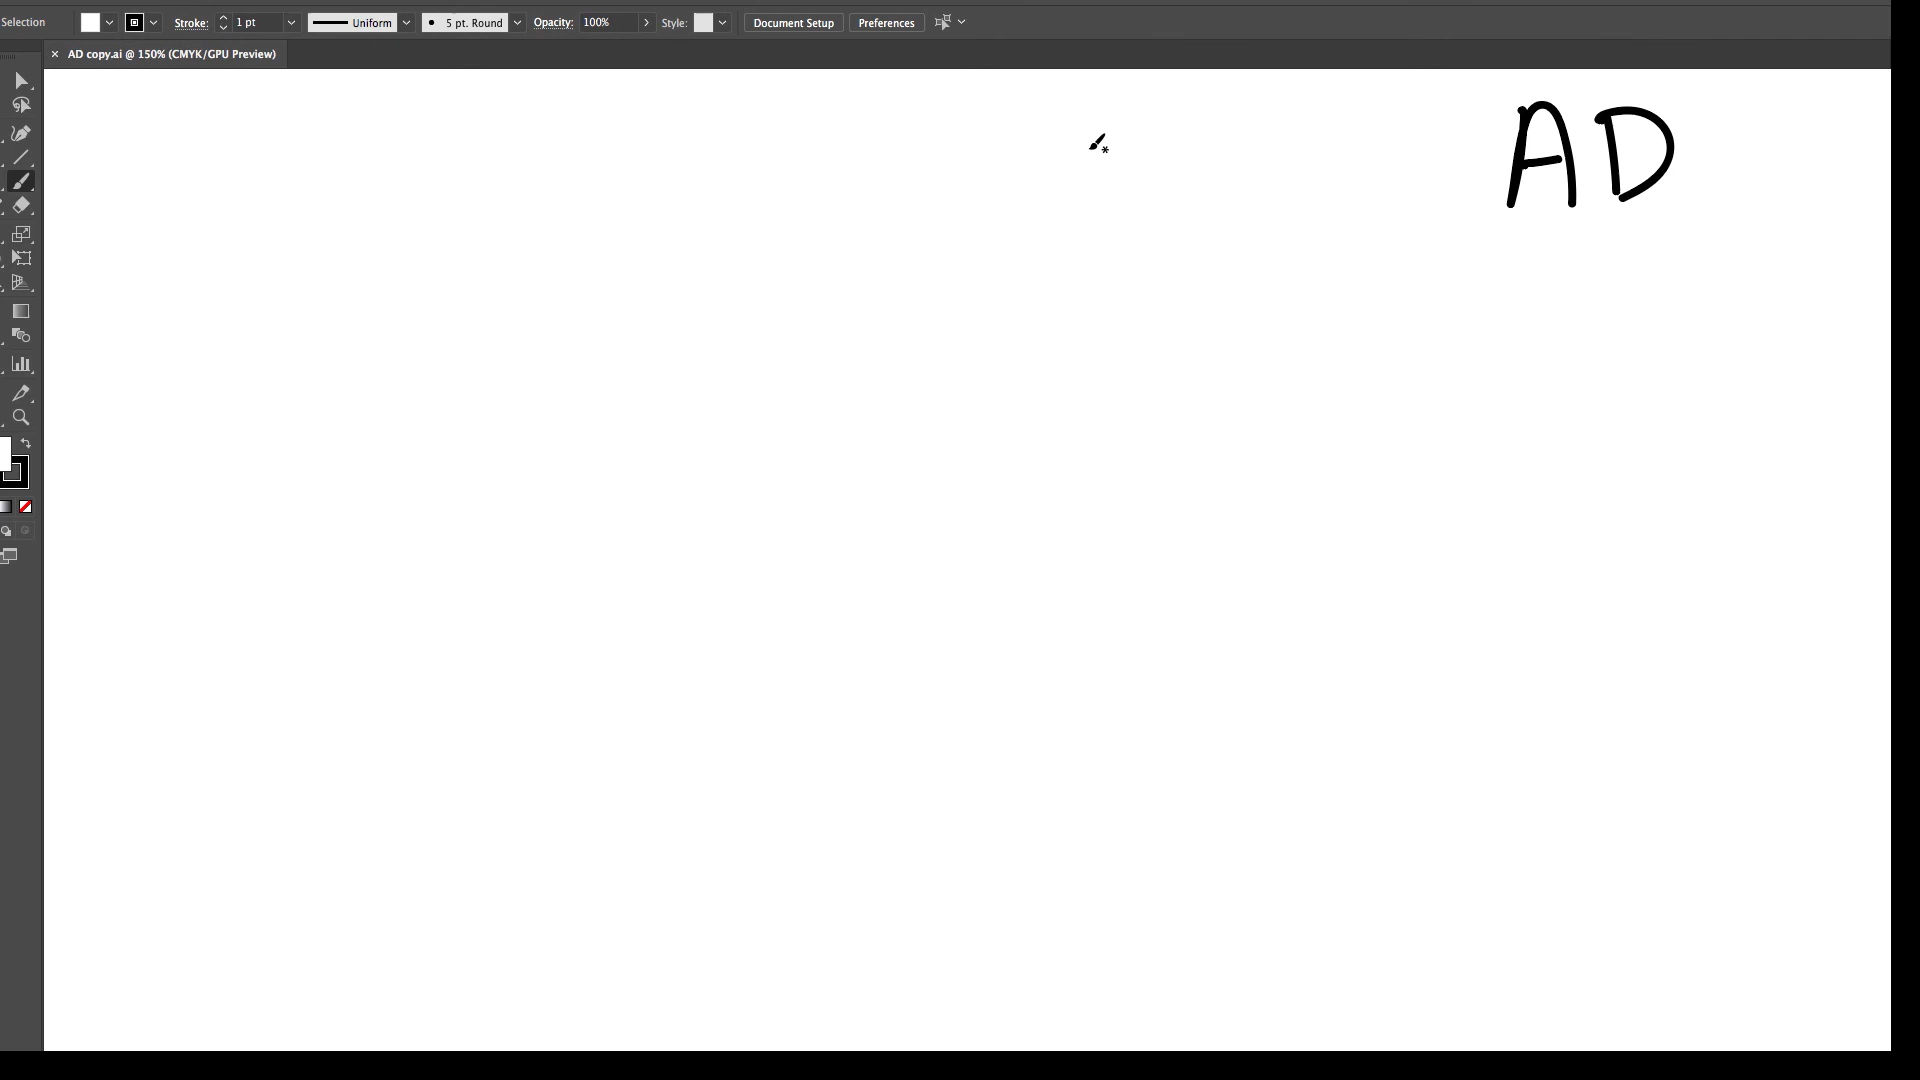 Selection Stroke: 1 pt Uniform 5 pt. Round Opacity: 100% Style: Document Setup Preferences
× AD copy.ai @ 150% (CMYK/GPU Preview)
AD